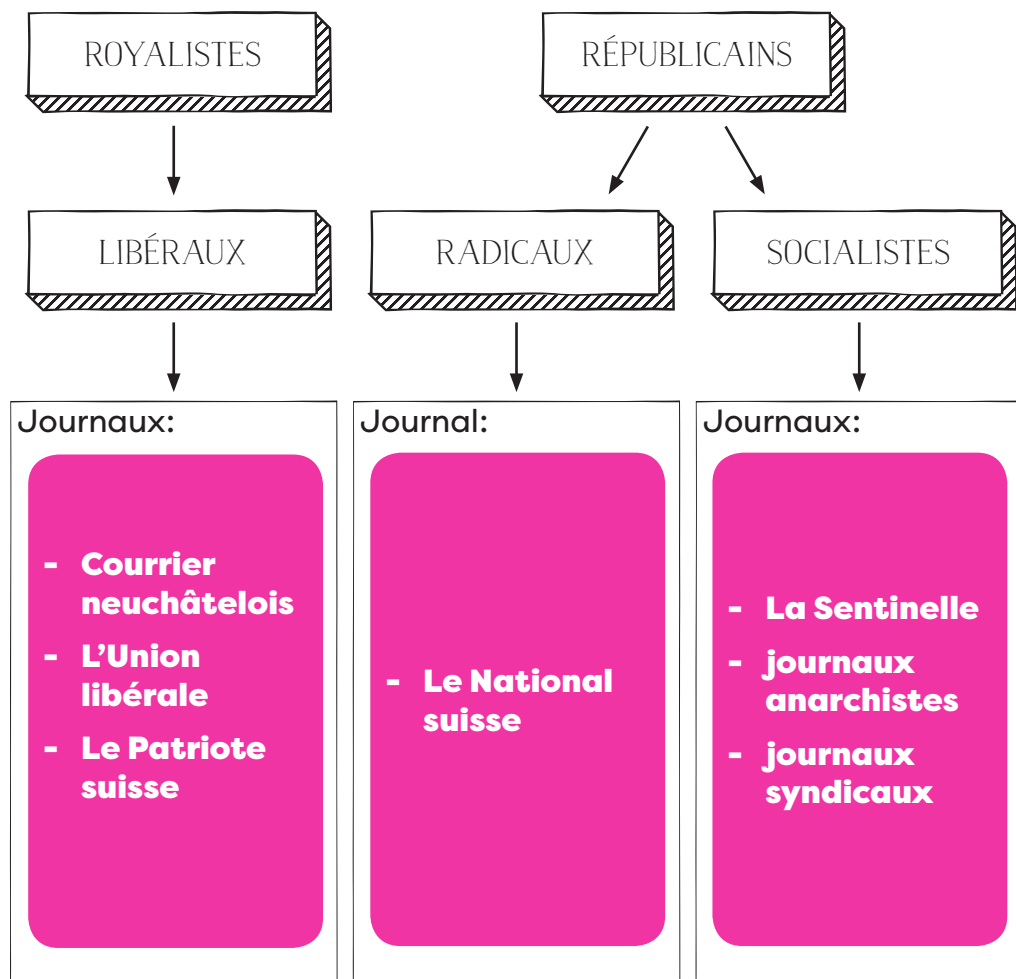 ROYALISTES
RÉPUBLICAINS
LIBÉRAUX
RADICAUX
SOCIALISTES
Journaux:
- Courrier
neuchâtelois
- L’Union
libérale
- Le Patriote
suisse
Journal:
- Le National
suisse
Journaux:
- La Sentinelle
- journaux
anarchistes
- journaux
syndicaux